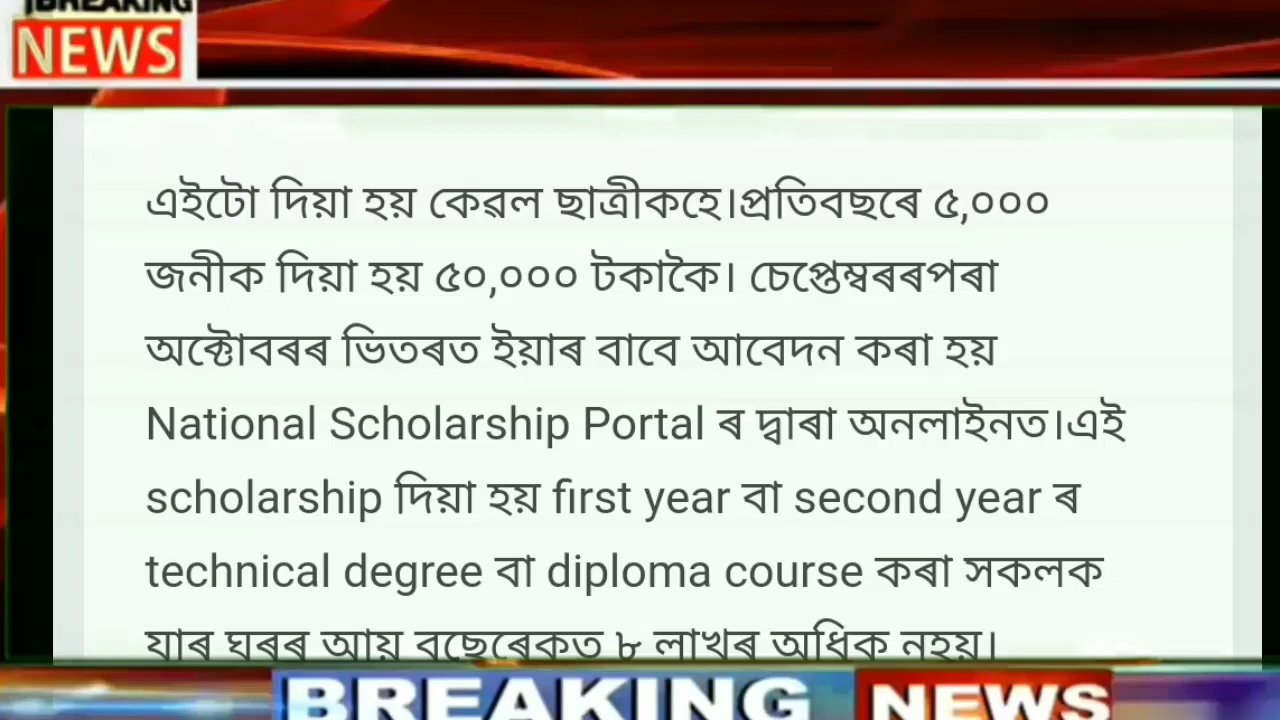 BREAKING
NEWS
এইটো দিয়া হয় কেৱল ছাত্ৰীকহে।প্ৰতিবছৰে ৫,০০০
জনীক দিয়া হয় ৫০,০০০ টকাকৈ। চেপ্তেম্বৰৰপৰা
অক্টোবৰৰ ভিতৰত ইয়াৰ বাবে আবেদন কৰা হয়
National Scholarship Portal ৰ দ্বাৰা অনলাইনত।এই
scholarship দিয়া হয় first year বা second year ৰ
technical degree বা diploma course কৰা সকলক
যাৰ ঘৰৰ আয় বছেৰেকত ৮ লাখৰ অধিক নহয়।
BREAKING NEWS